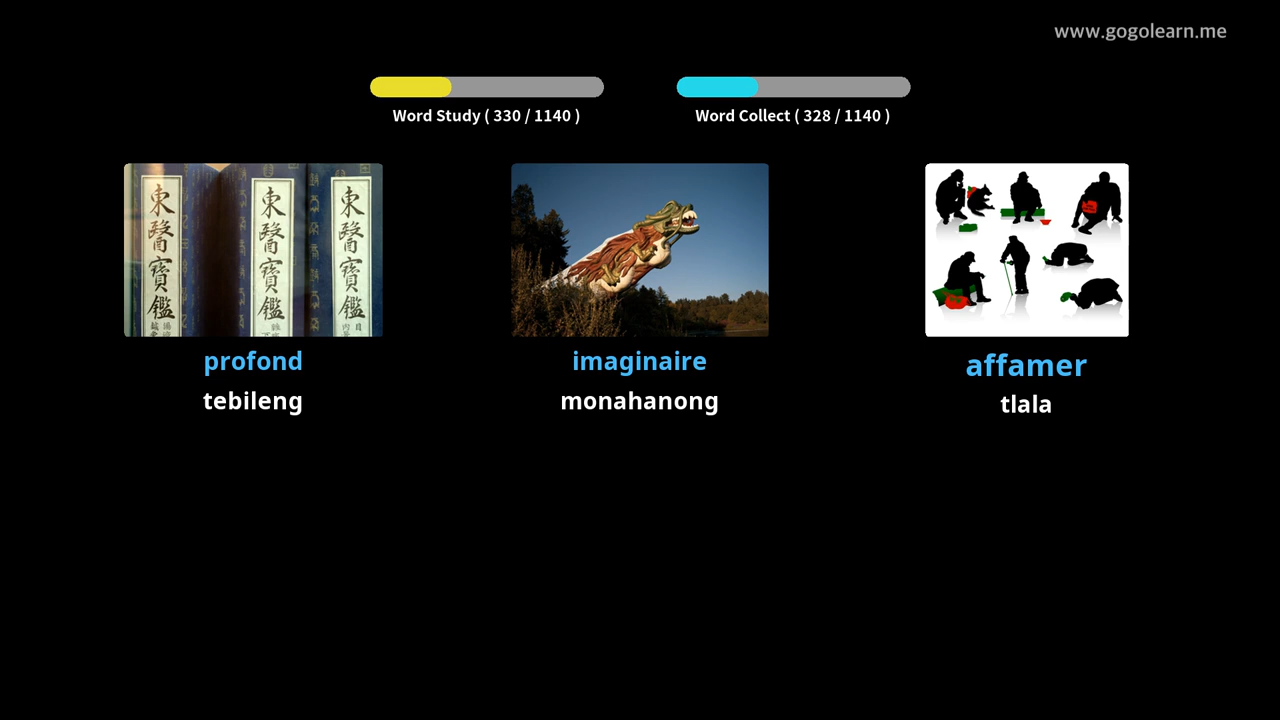 www.gogolearn.me
Word Study ( 330 / 1140 )
Word Collect ( 328 / 1140 )
東醫寶鑑
東醫寶鑑
東醫寶鑑
profond
imaginaire
affamer
tebileng
monahanong
tlala